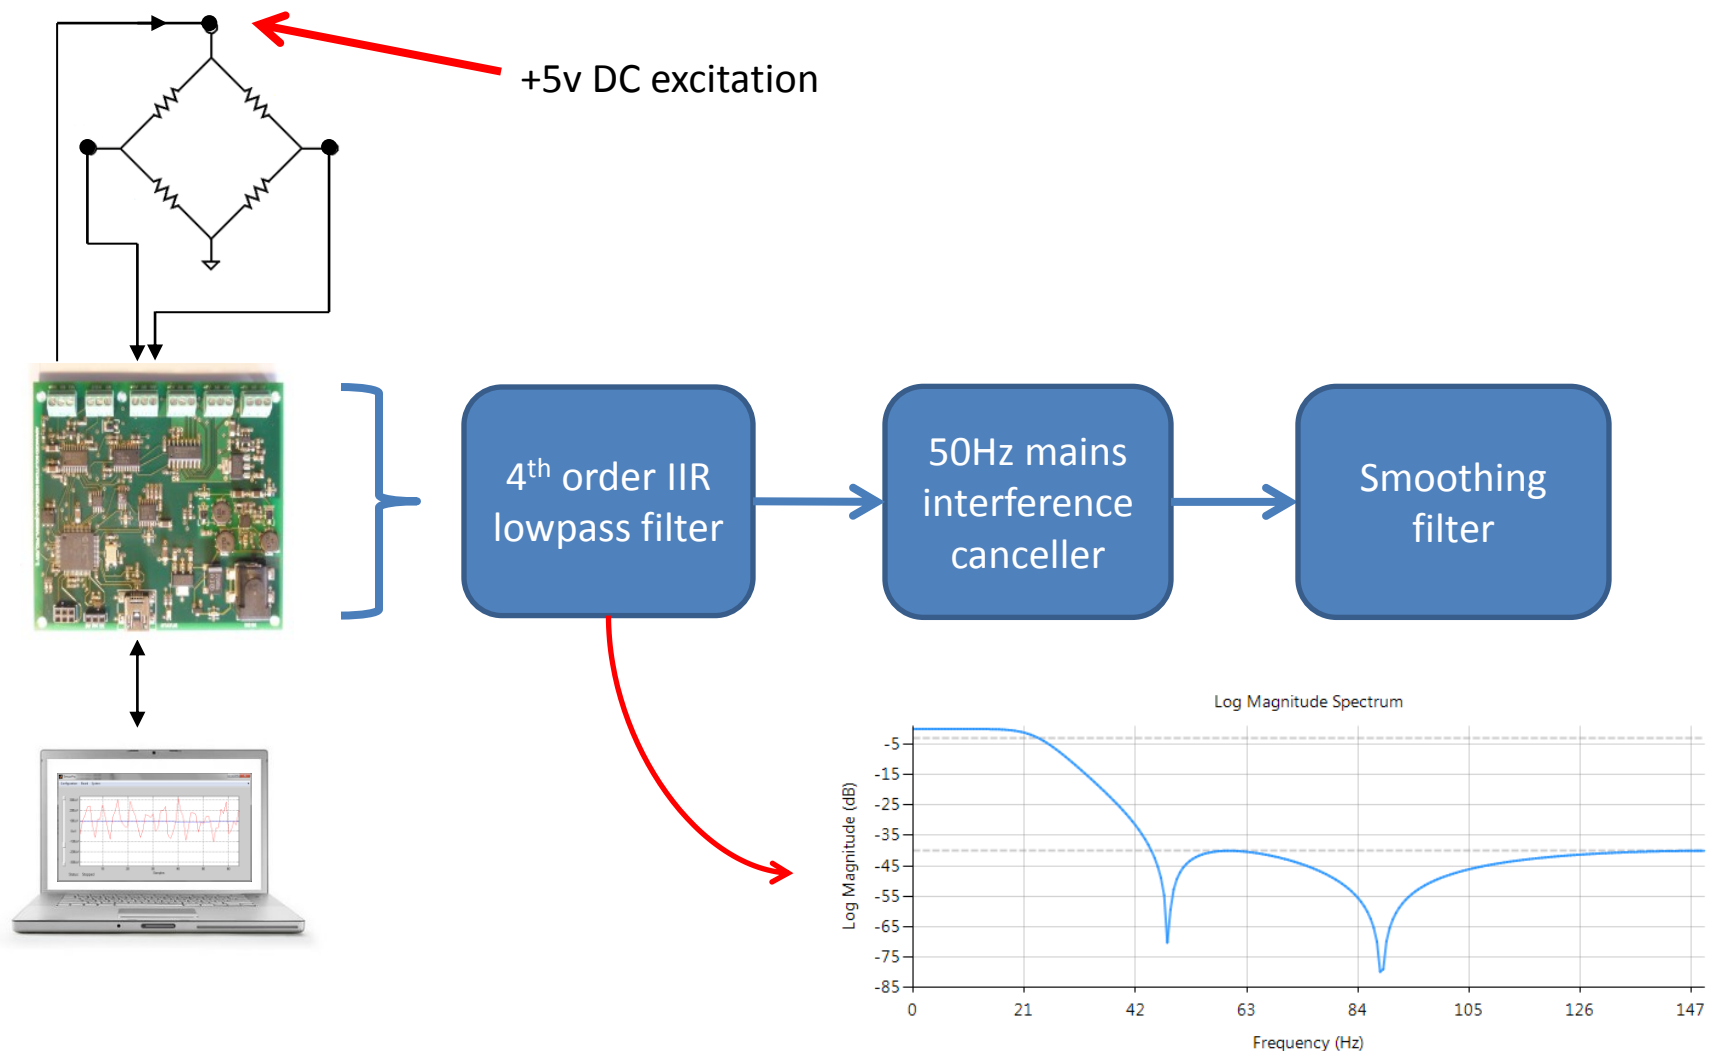 +5v DC excitation
4th order IIR
lowpass filter
50Hz mains
interference
canceller
Smoothing
filter
Log Magnitude Spectrum
Log Magnitude (dB)
-5
-15
-25
-35
-45
-55
-65
-75
-85
0
21
42
63
84
105
126
147
Frequency (Hz)